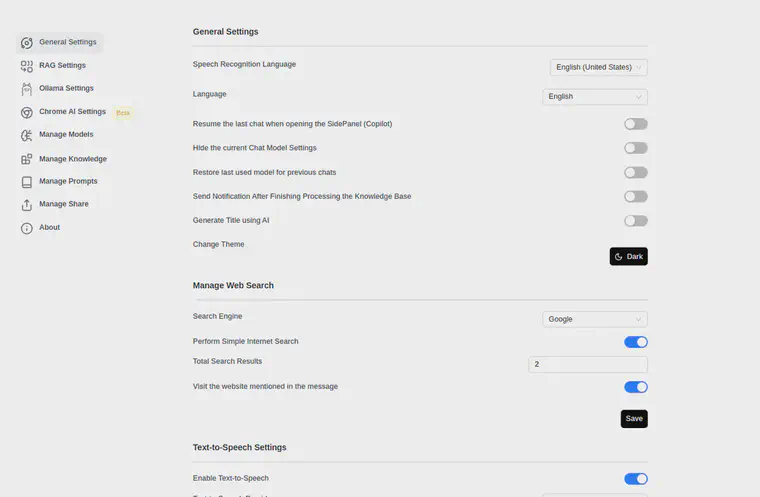 General Settings
RAG Settings
Ollama Settings
Chrome AI Settings Beta
Manage Models
Manage Knowledge
Manage Prompts
Manage Share
About
General Settings
Speech Recognition Language English (United States)
Language English
Resume the last chat when opening the SidePanel (Copilot)
Hide the current Chat Model Settings
Restore last used model for previous chats
Send Notification After Finishing Processing the Knowledge Base
Generate Title using AI
Change Theme
Dark
Manage Web Search
Search Engine Google
Perform Simple Internet Search
Total Search Results 2
Visit the website mentioned in the message
Save
Text-to-Speech Settings
Enable Text-to-Speech